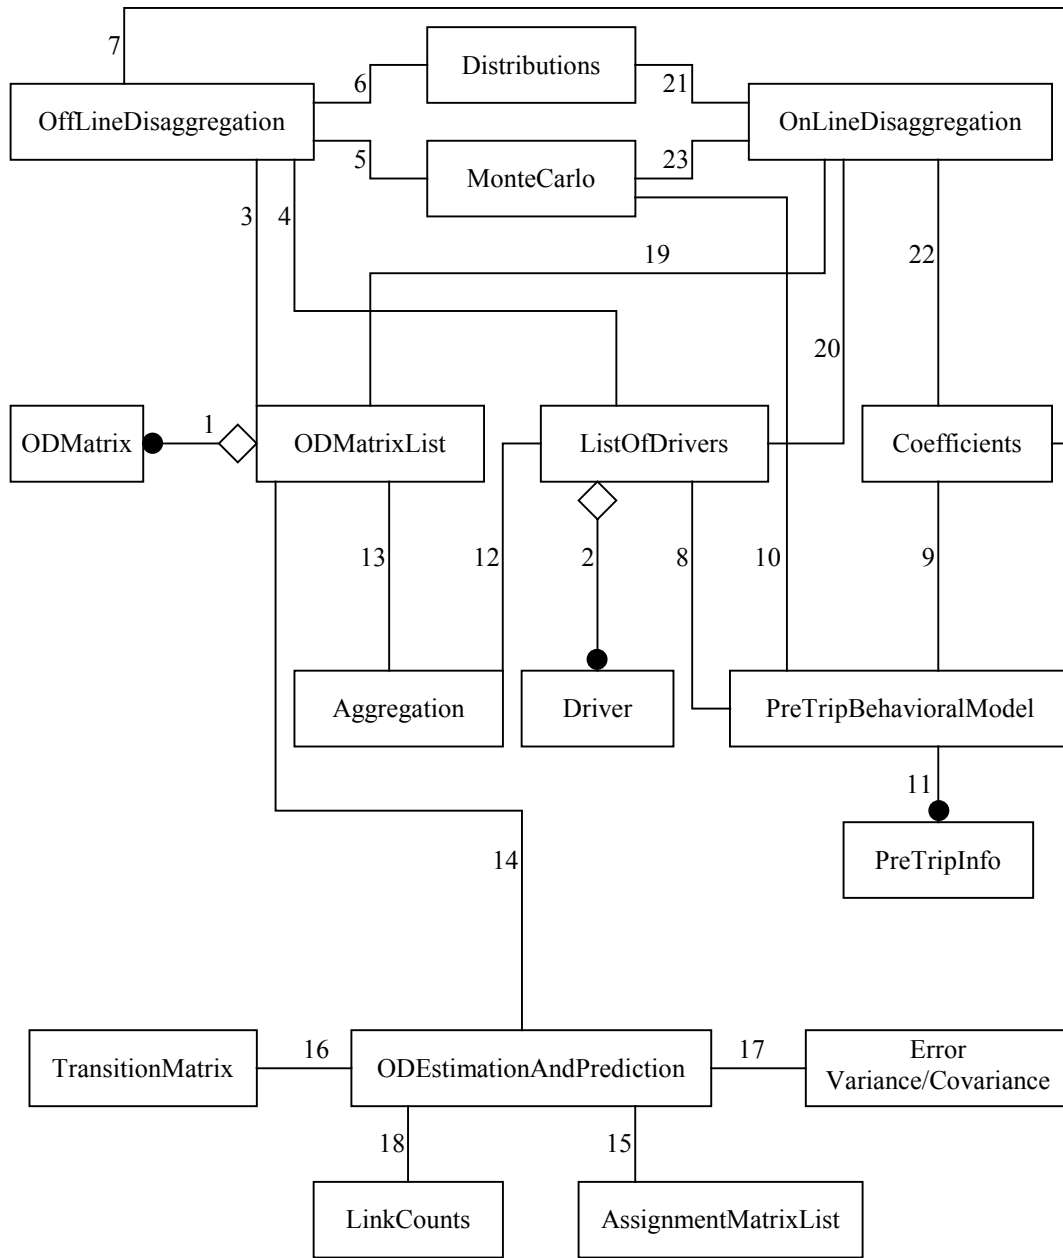 7
Distributions
6
21
OffLineDisaggregation
OnLineDisaggregation
5
23
MonteCarlo
3
4
19
22
20
1
ODMatrix
ODMatrixList
ListOfDrivers
Coefficients
13
12
2
8
10
9
Aggregation
Driver
PreTripBehavioralModel
11
PreTripInfo
14
16
17
TransitionMatrix
ODEstimationAndPrediction
Error
Variance/Covariance
18
15
LinkCounts
AssignmentMatrixList